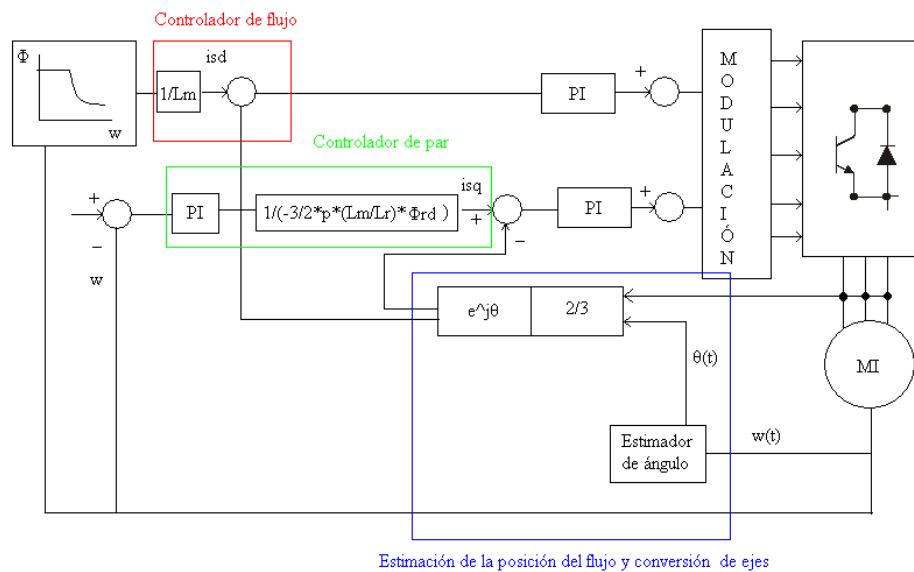 Controlador de flujo
Φ
w
1/Lm
isd
PI
+
MODULACIÓN
Controlador de par
+
−
w
PI
1/(-3/2*p*(Lm/Lr)*Φrd )
isq
+
−
PI
+
e^jθ
2/3
θ(t)
MI
Estimador
de ángulo
w(t)
Estimación de la posición del flujo y conversión de ejes